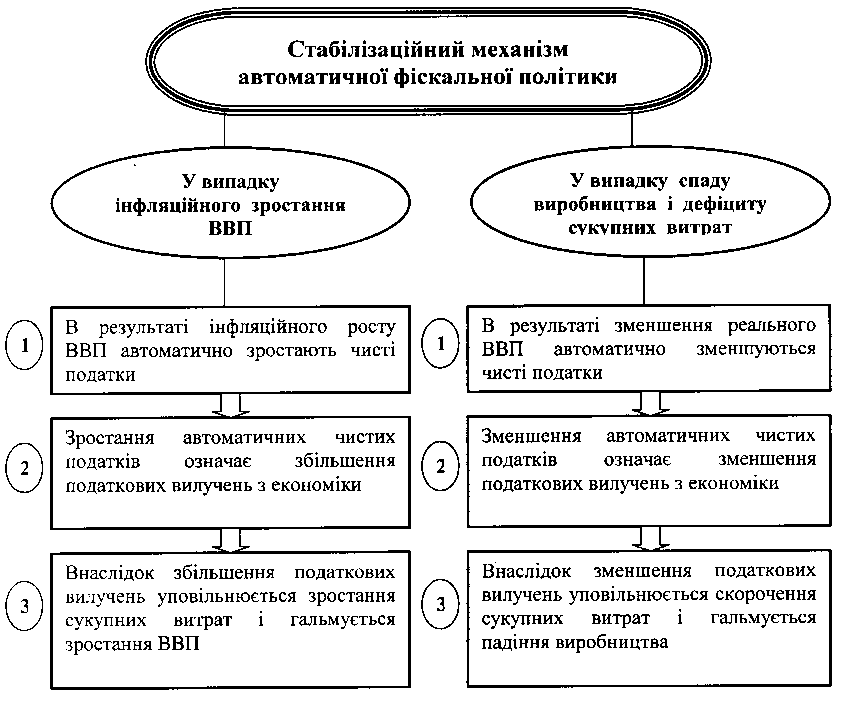 Стабілізаційний механізм
автоматичної фіскальної політики
У випадку
інфляційного зростання
ВВП
У випадку спаду
виробництва і дефіциту
сукупних витрат
1
В результаті інфляційного росту
ВВП автоматично зростають чисті
податки
2
Зростання автоматичних чистих
податків означає збільшення
податкових вилучень з економіки
3
Внаслідок збільшення податкових
вилучень уповільнюється зростання
сукупних витрат і гальмується
зростання ВВП
1
В результаті зменшення реального
ВВП автоматично зменшуються
чисті податки
2
Зменшення автоматичних чистих
податків означає зменшення
податкових вилучень з економіки
3
Внаслідок зменшення податкових
вилучень уповільнюється скорочення
сукупних витрат і гальмується
падіння виробництва